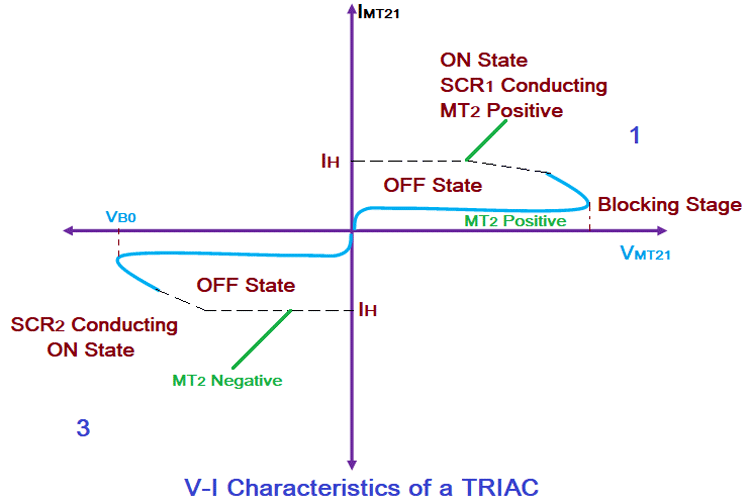 IMT21
ON State
SCR1 Conducting
MT2 Positive
1
IH
OFF State
Blocking Stage
VB0
MT2 Positive
VMT21
OFF State
IH
SCR2 Conducting
ON State
MT2 Negative
3
V-I Characteristics of a TRIAC